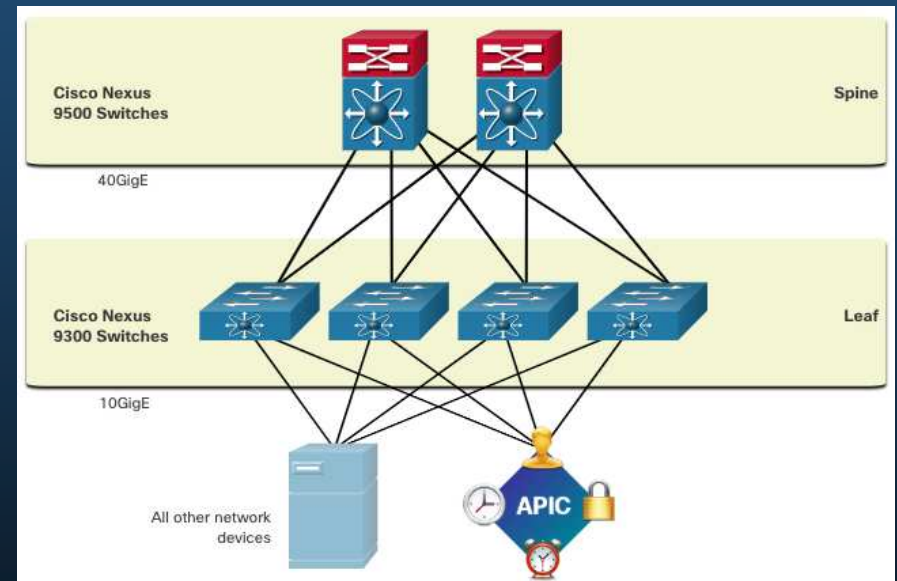 Cisco Nexus
9500 Switches
Spine
40GigE
Cisco Nexus
9300 Switches
Leaf
10GigE
All other network
devices
APIC